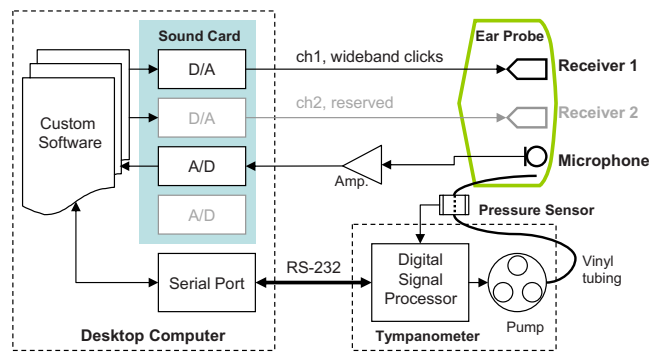 Sound Card
Ear Probe
D/A
ch1, wideband clicks
Receiver 1
D/A
ch2, reserved
Receiver 2
Custom
Software
A/D
Amp.
Microphone
A/D
Pressure Sensor
Serial Port
RS-232
Digital
Signal
Processor
Vinyl
tubing
Pump
Desktop Computer
Tympanometer